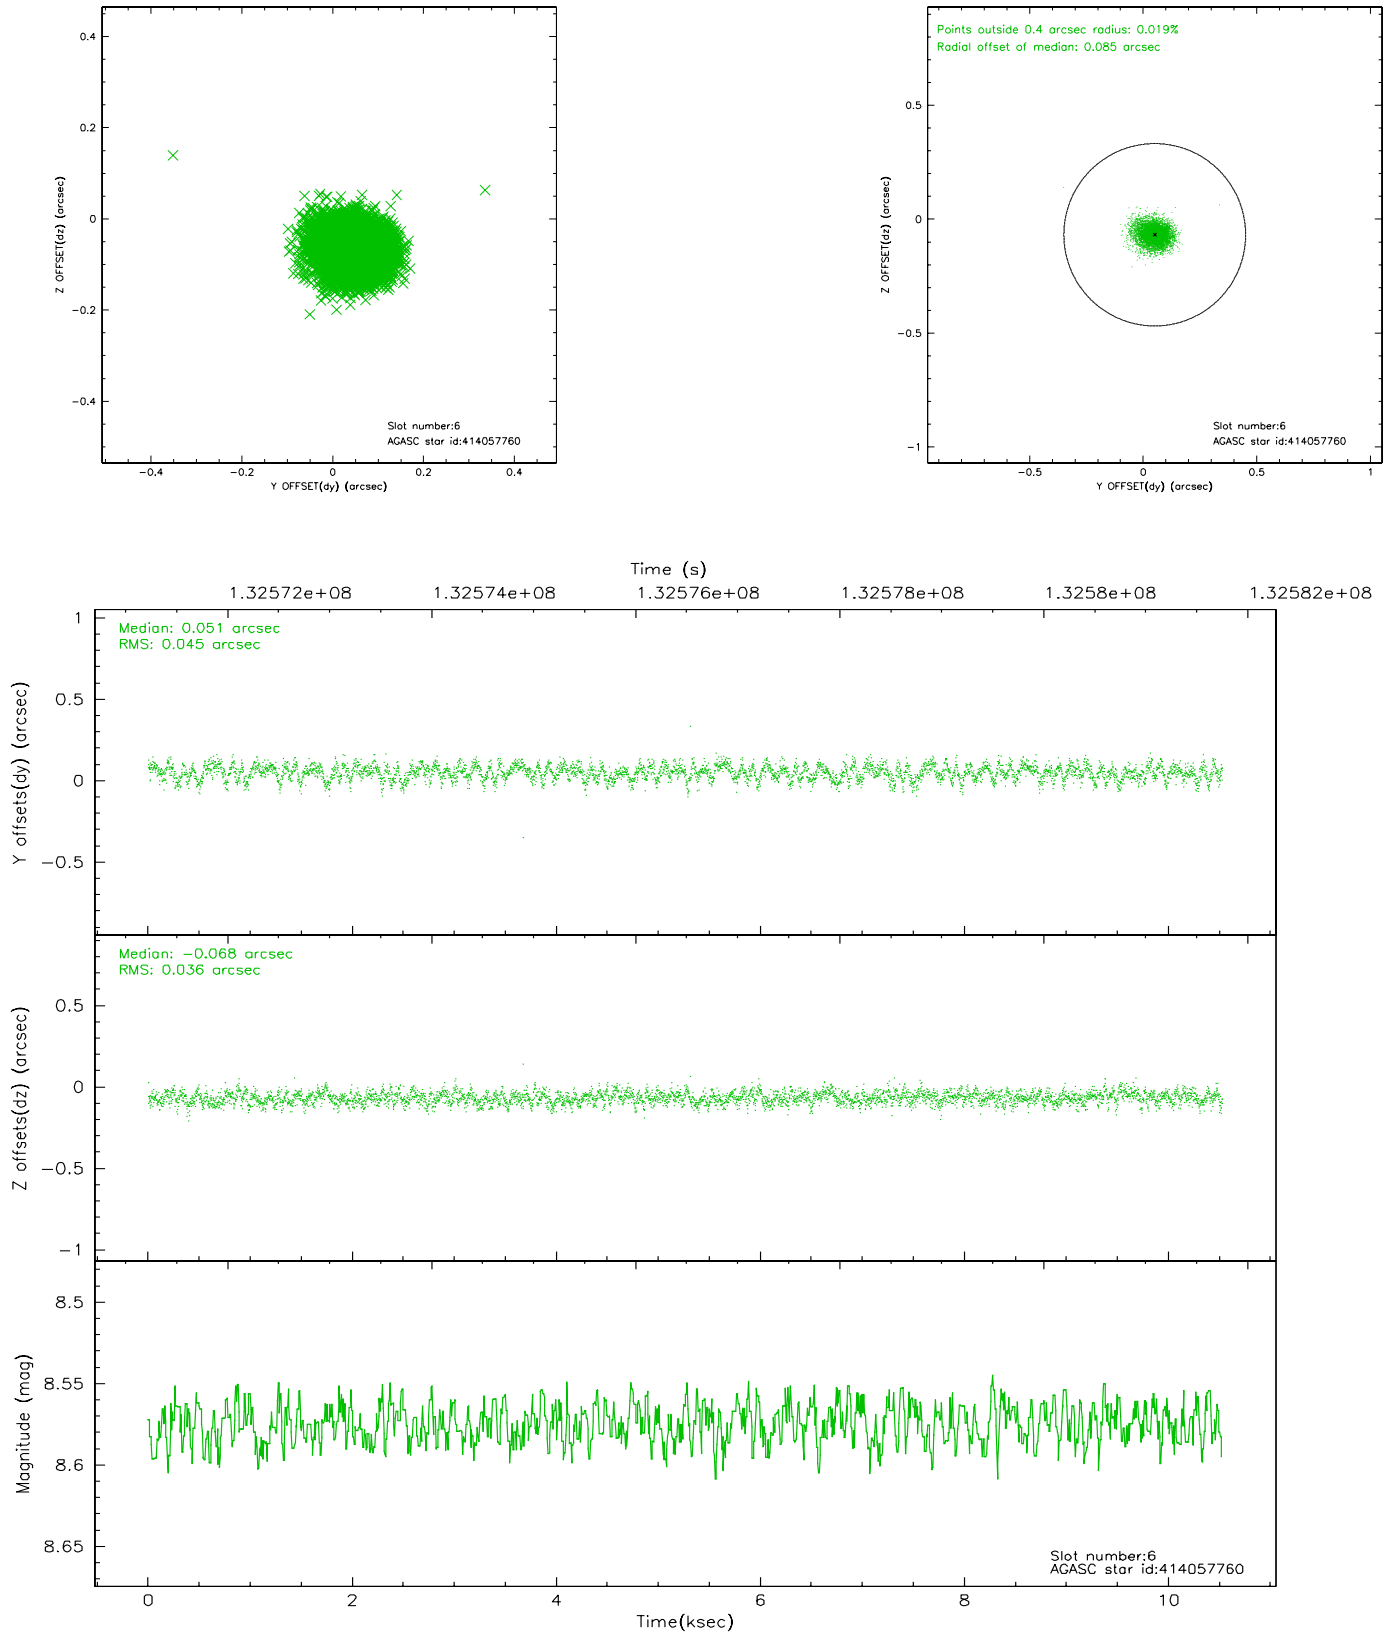 0.4
0.2
0
-0.2
-0.4
Z OFFSET(dz) (arcsec)
Slot number:6
AGASC star id:414057760
-0.4 -0.2 0 0.2 0.4
Y OFFSET(dy) (arcsec)
Points outside 0.4 arcsec radius: 0.019%
Radial offset of median: 0.085 arcsec
0.5
0
-0.5
-1
Z OFFSET(dz) (arcsec)
Slot number:6
AGASC star id:414057760
-0.5 0 0.5 1
Y OFFSET(dy) (arcsec)
Time (s)
1.32572e+08 1.32574e+08 1.32576e+08 1.32578e+08 1.3258e+08 1.32582e+08
Median: 0.051 arcsec
RMS: 0.045 arcsec
1
0.5
0
-0.5
Y offsets(dy) (arcsec)
Median: -0.068 arcsec
RMS: 0.036 arcsec
0.5
0
-0.5
-1
Z offsets(dz) (arcsec)
8.5
8.55
8.6
8.65
Magnitude (mag)
Slot number:6
AGASC star id:414057760
0 2 4 6 8 10
Time(ksec)